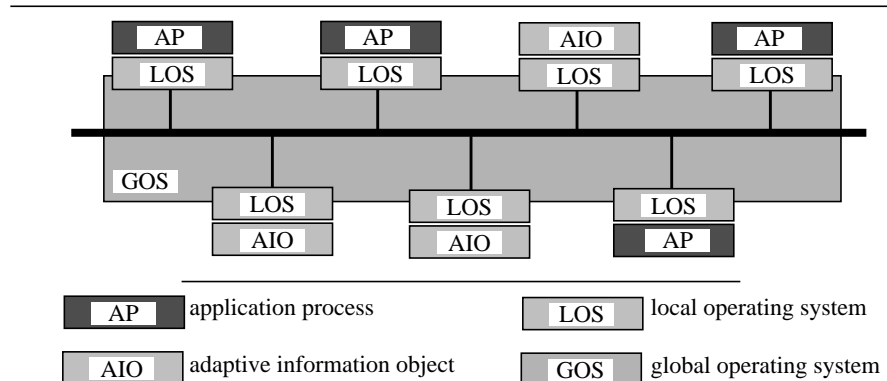 AP AP AIO AP
LOS LOS LOS LOS
GOS
LOS LOS LOS
AIO AIO AP
AP application process
LOS local operating system
AIO adaptive information object
GOS global operating system